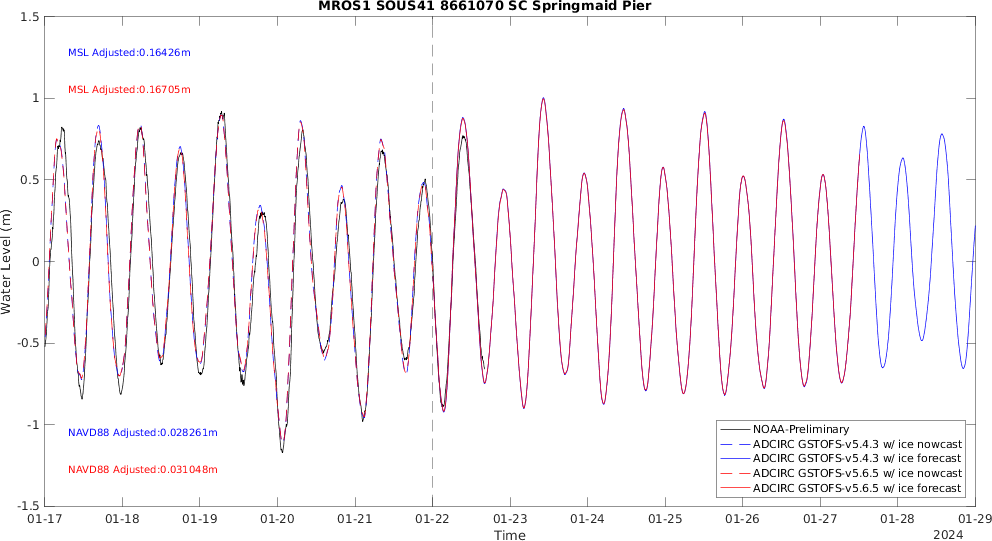 MROS1 SOUS41 8661070 SC Springmaid Pier
1.5
1
0.5
0
-0.5
-1
-1.5
Water Level (m)
MSL Adjusted:0.16426m
MSL Adjusted:0.16705m
NAVD88 Adjusted:0.028261m
NAVD88 Adjusted:0.031048m
NOAA-Preliminary
ADCIRC GSTOFS-v5.4.3 w/ ice nowcast
ADCIRC GSTOFS-v5.4.3 w/ ice forecast
ADCIRC GSTOFS-v5.6.5 w/ ice nowcast
ADCIRC GSTOFS-v5.6.5 w/ ice forecast
01-17 01-18 01-19 01-20 01-21 01-22 01-23 01-24 01-25 01-26 01-27 01-28 01-29
Time
2024